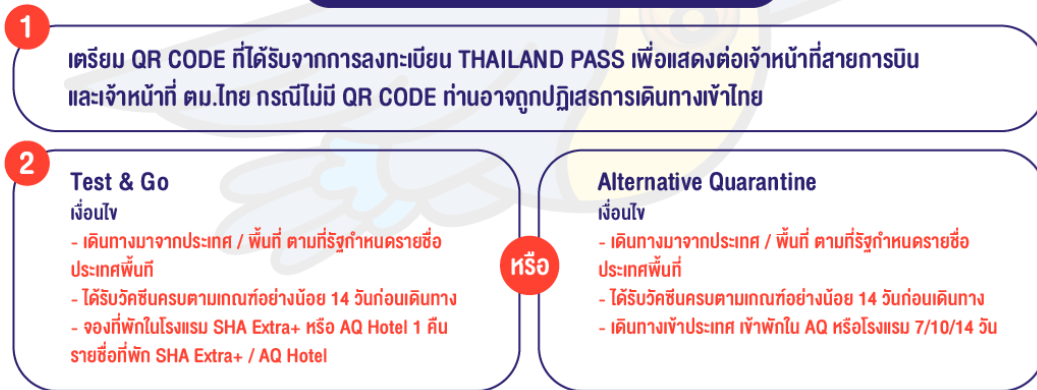 1
เตรียม QR CODE ที่ได้รับจากการลงทะเบียน THAILAND PASS เพื่อแสดงต่อเจ้าหน้าที่สายการบิน
และเจ้าหน้าที่ ตม.ไทย กรณีไม่มี QR CODE ท่านอาจถูกปฏิเสธการเดินทางเข้าไทย
2
Test & Go
เงื่อนไข
- เดินทางมาจากประเทศ / พื้นที่ ตามที่รัฐกำหนดรายชื่อ
ประเทศพื้นที
- ได้รับวัคซีนครบตามเกณฑ์อย่างน้อย 14 วันก่อนเดินทาง
- จองที่พักในโรงแรม SHA Extra+ หรือ AQ Hotel 1 คืน
รายชื่อที่พัก SHA Extra+ / AQ Hotel
หรือ
Alternative Quarantine
เงื่อนไข
- เดินทางมาจากประเทศ / พื้นที่ ตามที่รัฐกำหนดรายชื่อ
ประเทศพื้นที่
- ได้รับวัคซีนครบตามเกณฑ์อย่างน้อย 14 วันก่อนเดินทาง
- เดินทางเข้าประเทศ เข้าพักใน AQ หรือโรงแรม 7/10/14 วัน